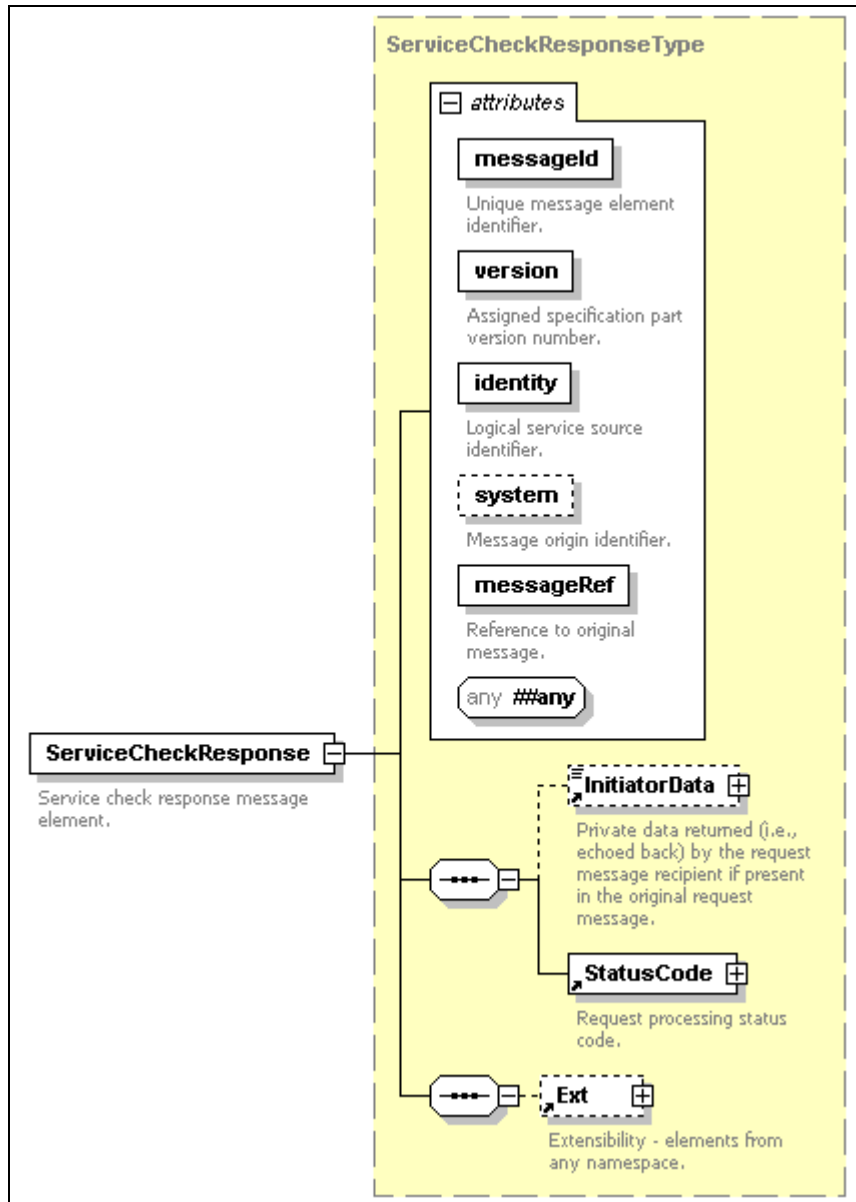 ServiceCheckResponseType
attributes
messageId
Unique message element
identifier.
version
Assigned specification part
version number.
identity
Logical service source
identifier.
system
Message origin identifier.
messageRef
Reference to original
message.
any ##any
ServiceCheckResponse
Service check response message
element.
InitiatorData
Private data returned (i.e.,
echoed back) by the request
message recipient if present
in the original request
message.
StatusCode
Request processing status
code.
Ext
Extensibility - elements from
any namespace.